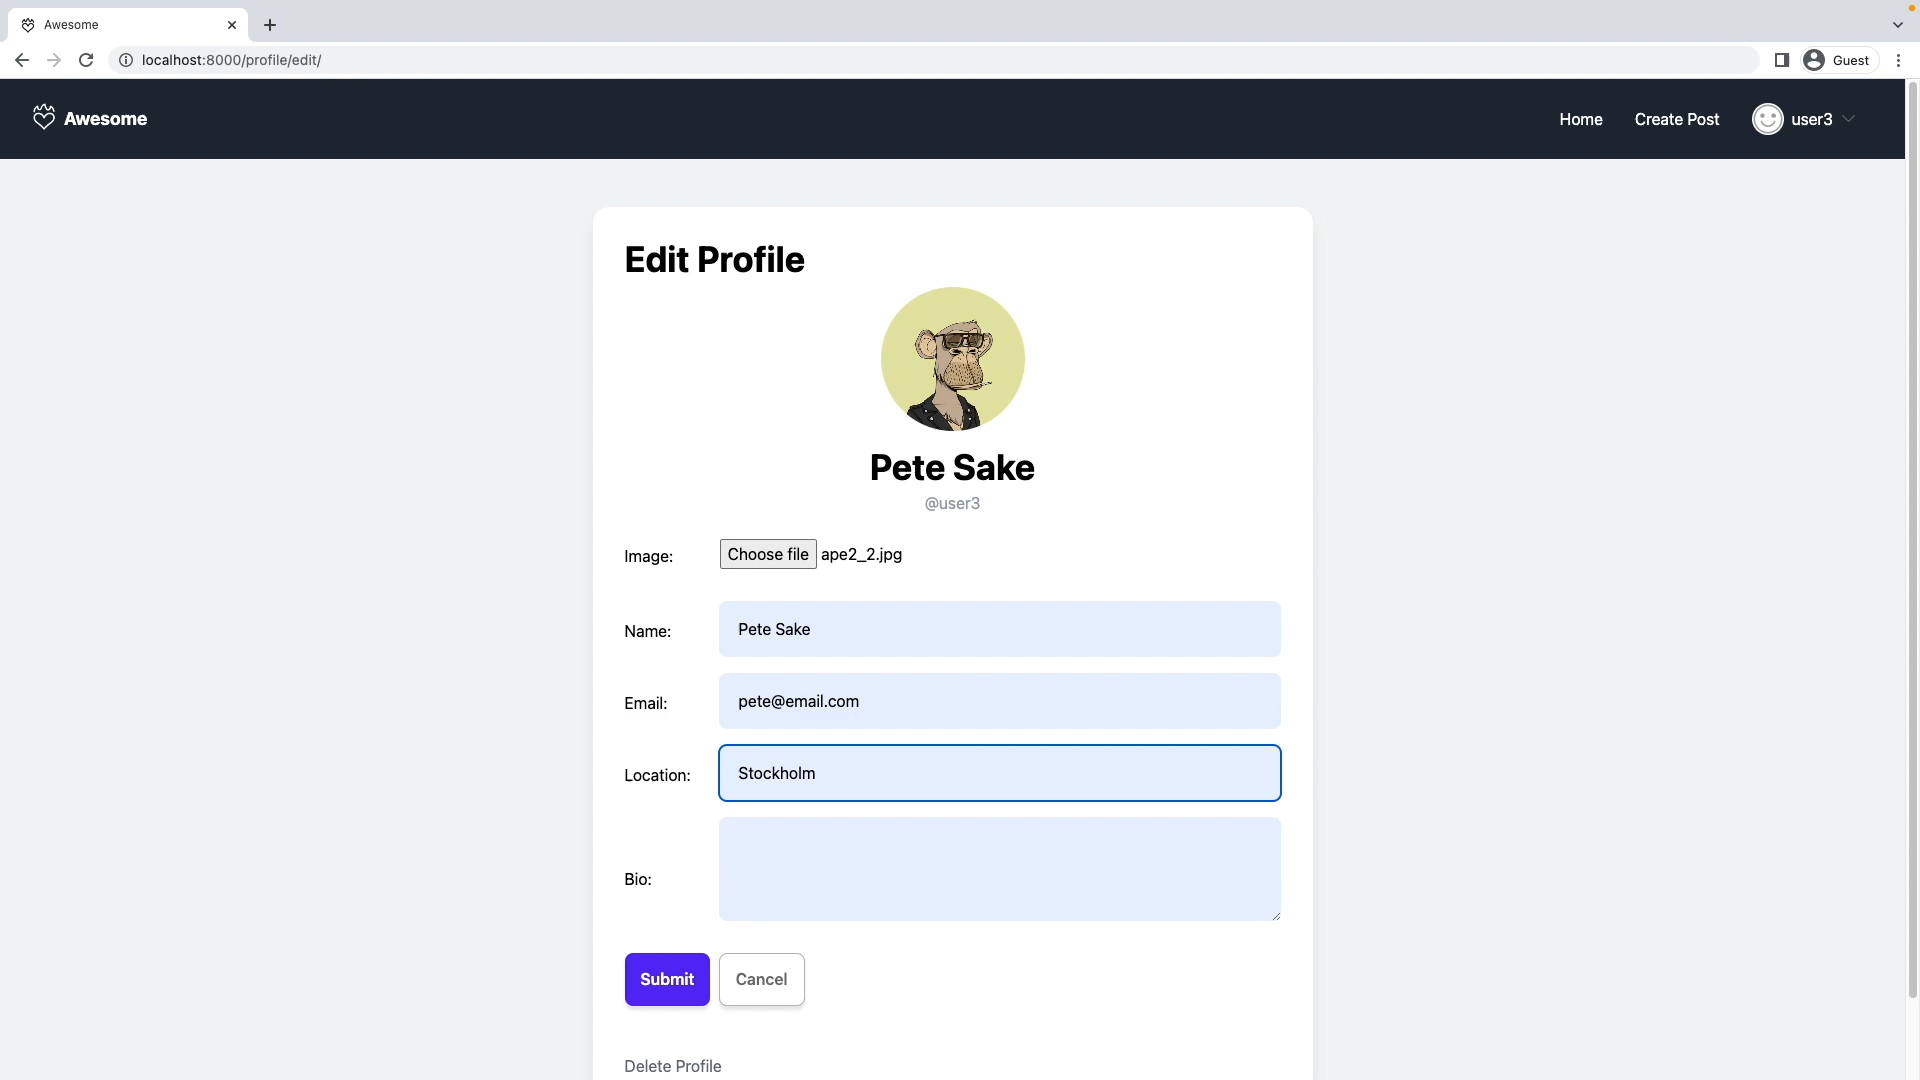 Awesome
localhost:8000/profile/edit/
Guest
Awesome
Home
Create Post
user3
Edit Profile
Pete Sake
@user3
Image:
Choose file ape2_2.jpg
Name:
Pete Sake
Email:
pete@email.com
Location:
Stockholm
Bio:
Submit
Cancel
Delete Profile